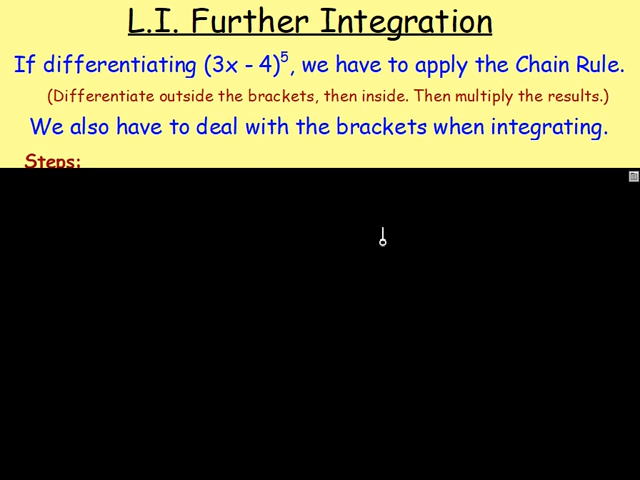 L.I. Further Integration
If differentiating (3x - 4)⁵, we have to apply the Chain Rule.
(Differentiate outside the brackets, then inside. Then multiply the results.)
We also have to deal with the brackets when integrating.
Steps: